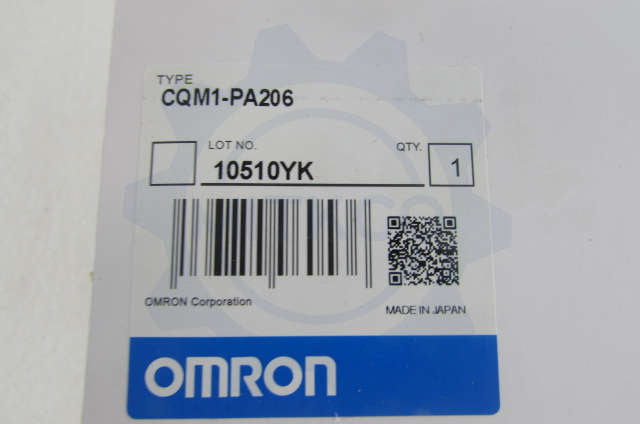 TYPE
CQM1-PA206
LOT NO.
QTY.
10510YK
1
OMRON Corporation
MADE IN JAPAN
OMRON